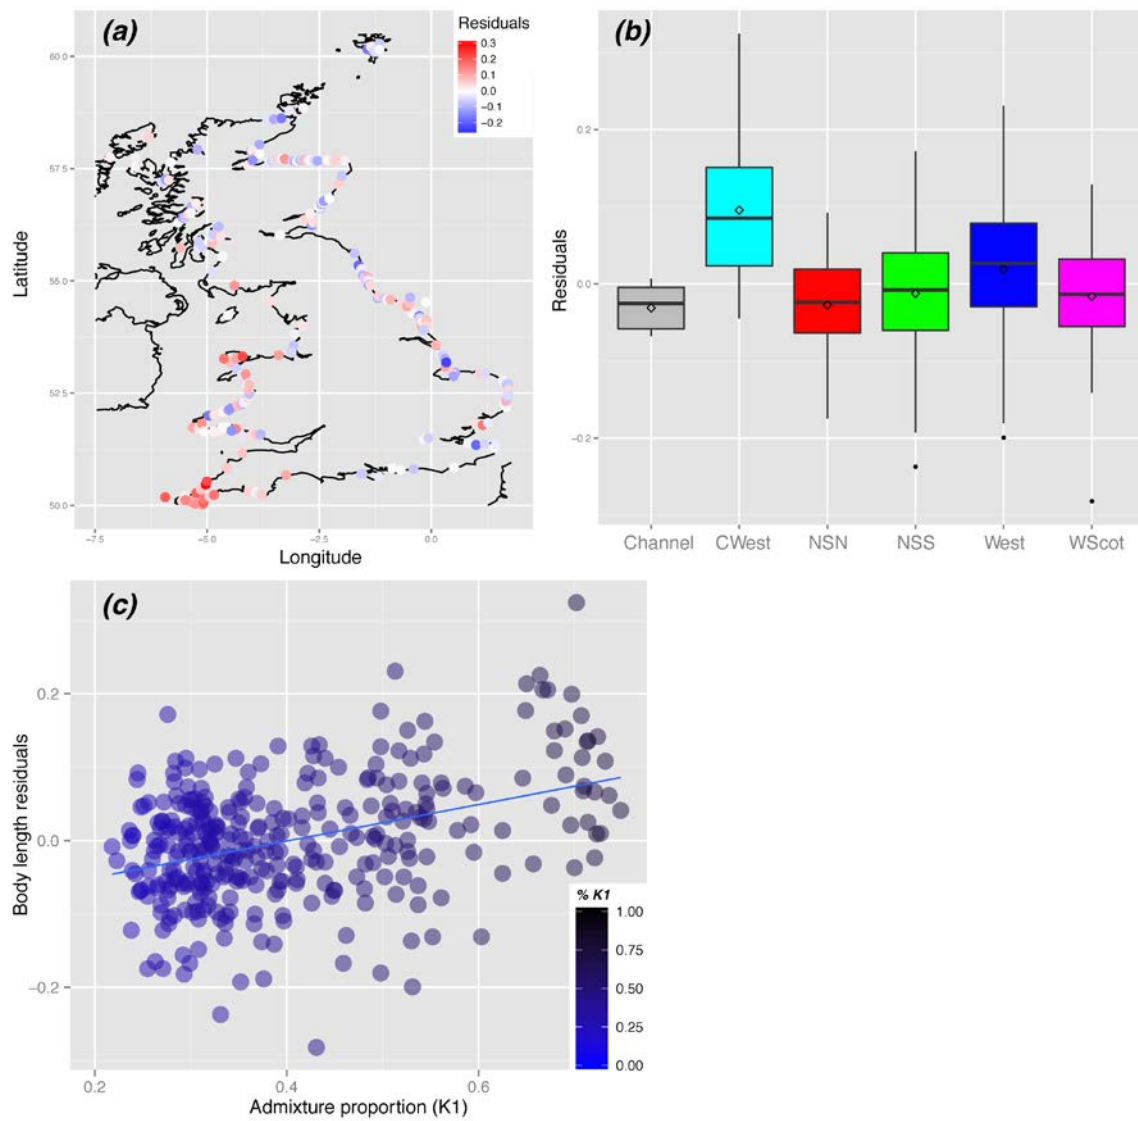 (a)
Residuals
0.3
0.2
0.1
0.0
−0.1
−0.2
60.0
57.5
55.0
52.5
50.0
Latitude
−7.5 −5.0 −2.5 0.0
Longitude
(b)
0.2
0.0
−0.2
Residuals
Channel CWest NSN NSS West WScot
(c)
0.2
0.0
−0.2
Body length residuals
% K1
1.00
0.75
0.50
0.25
0.00
0.2 0.4 0.6
Admixture proportion (K1)